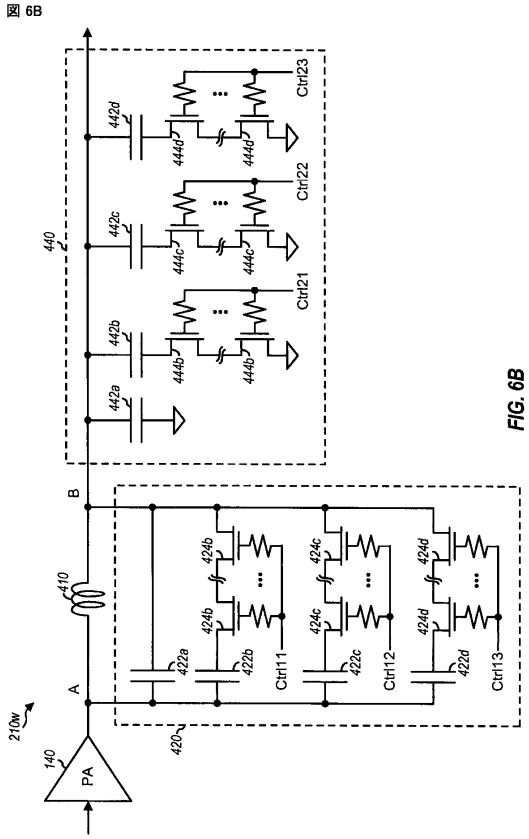 図 6B
210w
140
PA
A
410
B
420
422a
422b
424b
424b
•••
Ctrl11
422c
424c
424c
•••
Ctrl12
422d
424d
424d
•••
Ctrl13
440
442a
442b
444b
444b
•••
Ctrl21
442c
444c
444c
•••
Ctrl22
442d
444d
444d
•••
Ctrl23
FIG. 6B